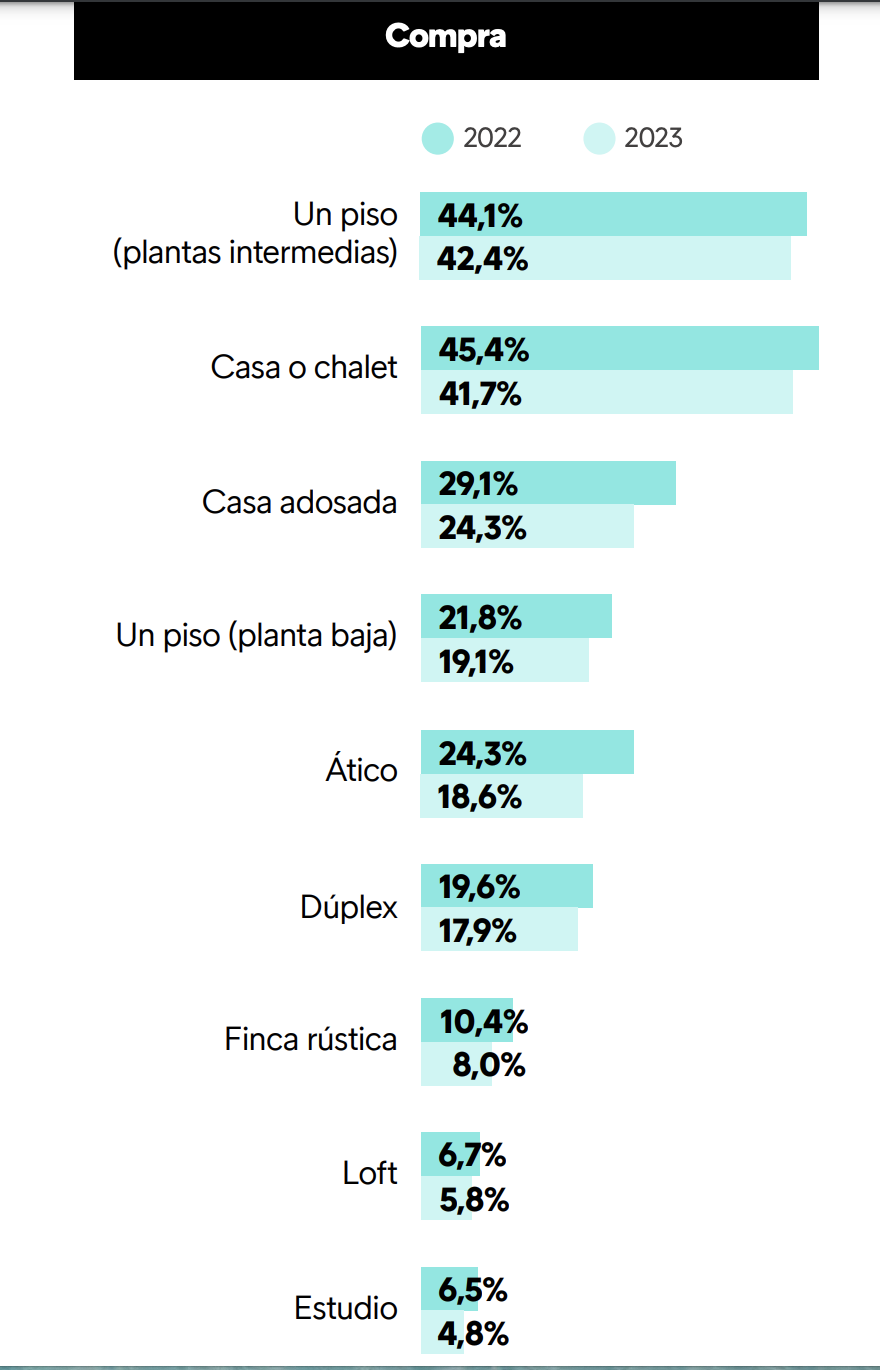 Compra
2022 2023
Un piso
(plantas intermedias)
44,1%
42,4%
Casa o chalet
45,4%
41,7%
Casa adosada
29,1%
24,3%
Un piso (planta baja)
21,8%
19,1%
Ático
24,3%
18,6%
Dúplex
19,6%
17,9%
Finca rústica
10,4%
8,0%
Loft
6,7%
5,8%
Estudio
6,5%
4,8%